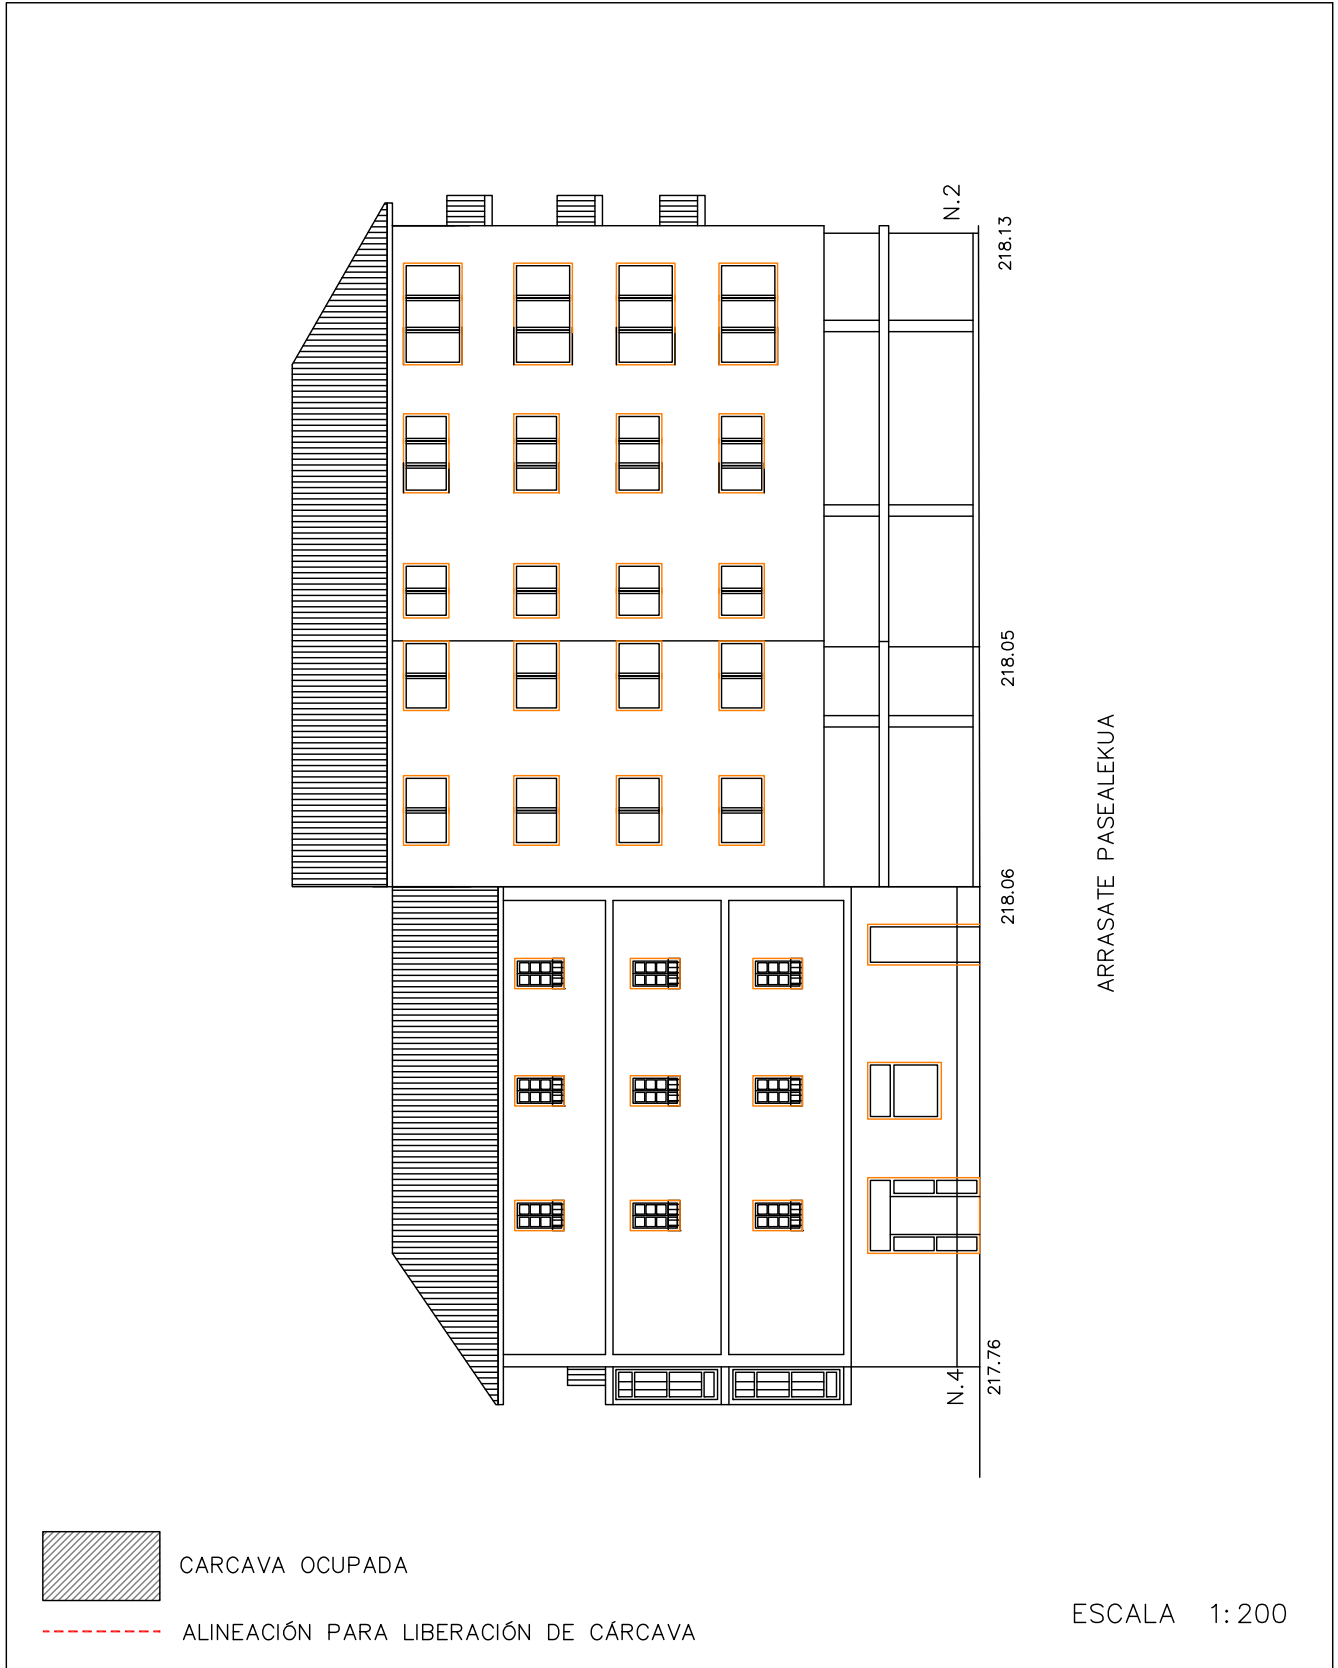 N.2
218.13
218.05
218.06
ARRASATE PASEALEKUA
N.4
217.76
CARCAVA OCUPADA
ALINEACIÓN PARA LIBERACIÓN DE CÁRCAVA
ESCALA 1:200